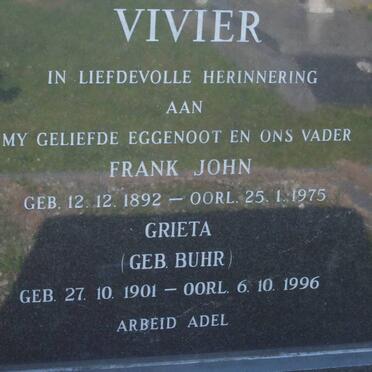 VIVIER
IN LIEFDEVOLLE HERINNERING
AAN
MY GELIEFDE EGGENOOT EN ONS VADER
FRANK JOHN
GEB. 12. 12. 1892 — OORL. 25. 1. 1975
GRIETA
(GEB. BUHR)
GEB. 27. 10. 1901 — OORL. 6. 10. 1996
ARBEID ADEL